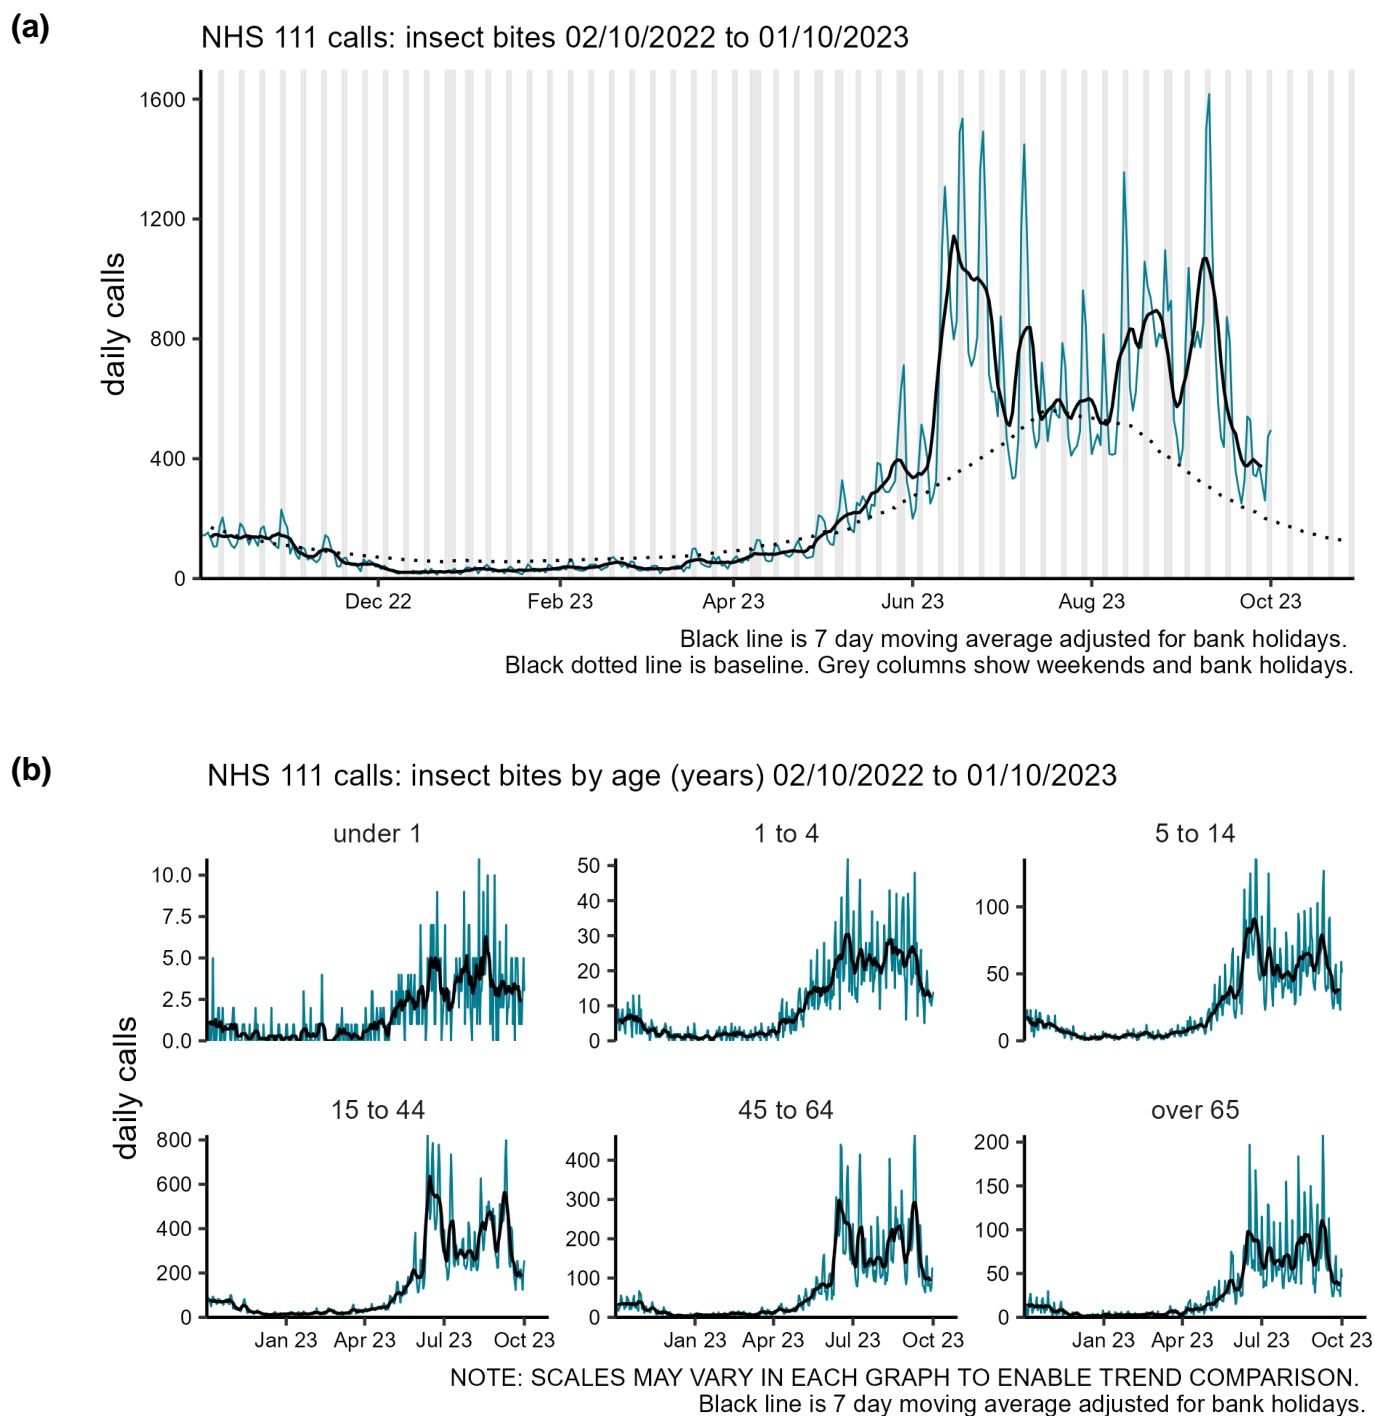 (a)
NHS 111 calls: insect bites 02/10/2022 to 01/10/2023
daily calls
1600
1200
800
400
0
Dec 22 Feb 23 Apr 23 Jun 23 Aug 23 Oct 23
Black line is 7 day moving average adjusted for bank holidays.
Black dotted line is baseline. Grey columns show weekends and bank holidays.
(b)
NHS 111 calls: insect bites by age (years) 02/10/2022 to 01/10/2023
daily calls
under 1
10.0
7.5
5.0
2.5
0.0
1 to 4
50
40
30
20
10
0
5 to 14
100
50
0
15 to 44
800
600
400
200
0
Jan 23 Apr 23 Jul 23 Oct 23
45 to 64
400
300
200
100
0
Jan 23 Apr 23 Jul 23 Oct 23
over 65
200
150
100
50
0
Jan 23 Apr 23 Jul 23 Oct 23
NOTE: SCALES MAY VARY IN EACH GRAPH TO ENABLE TREND COMPARISON.
Black line is 7 day moving average adjusted for bank holidays.